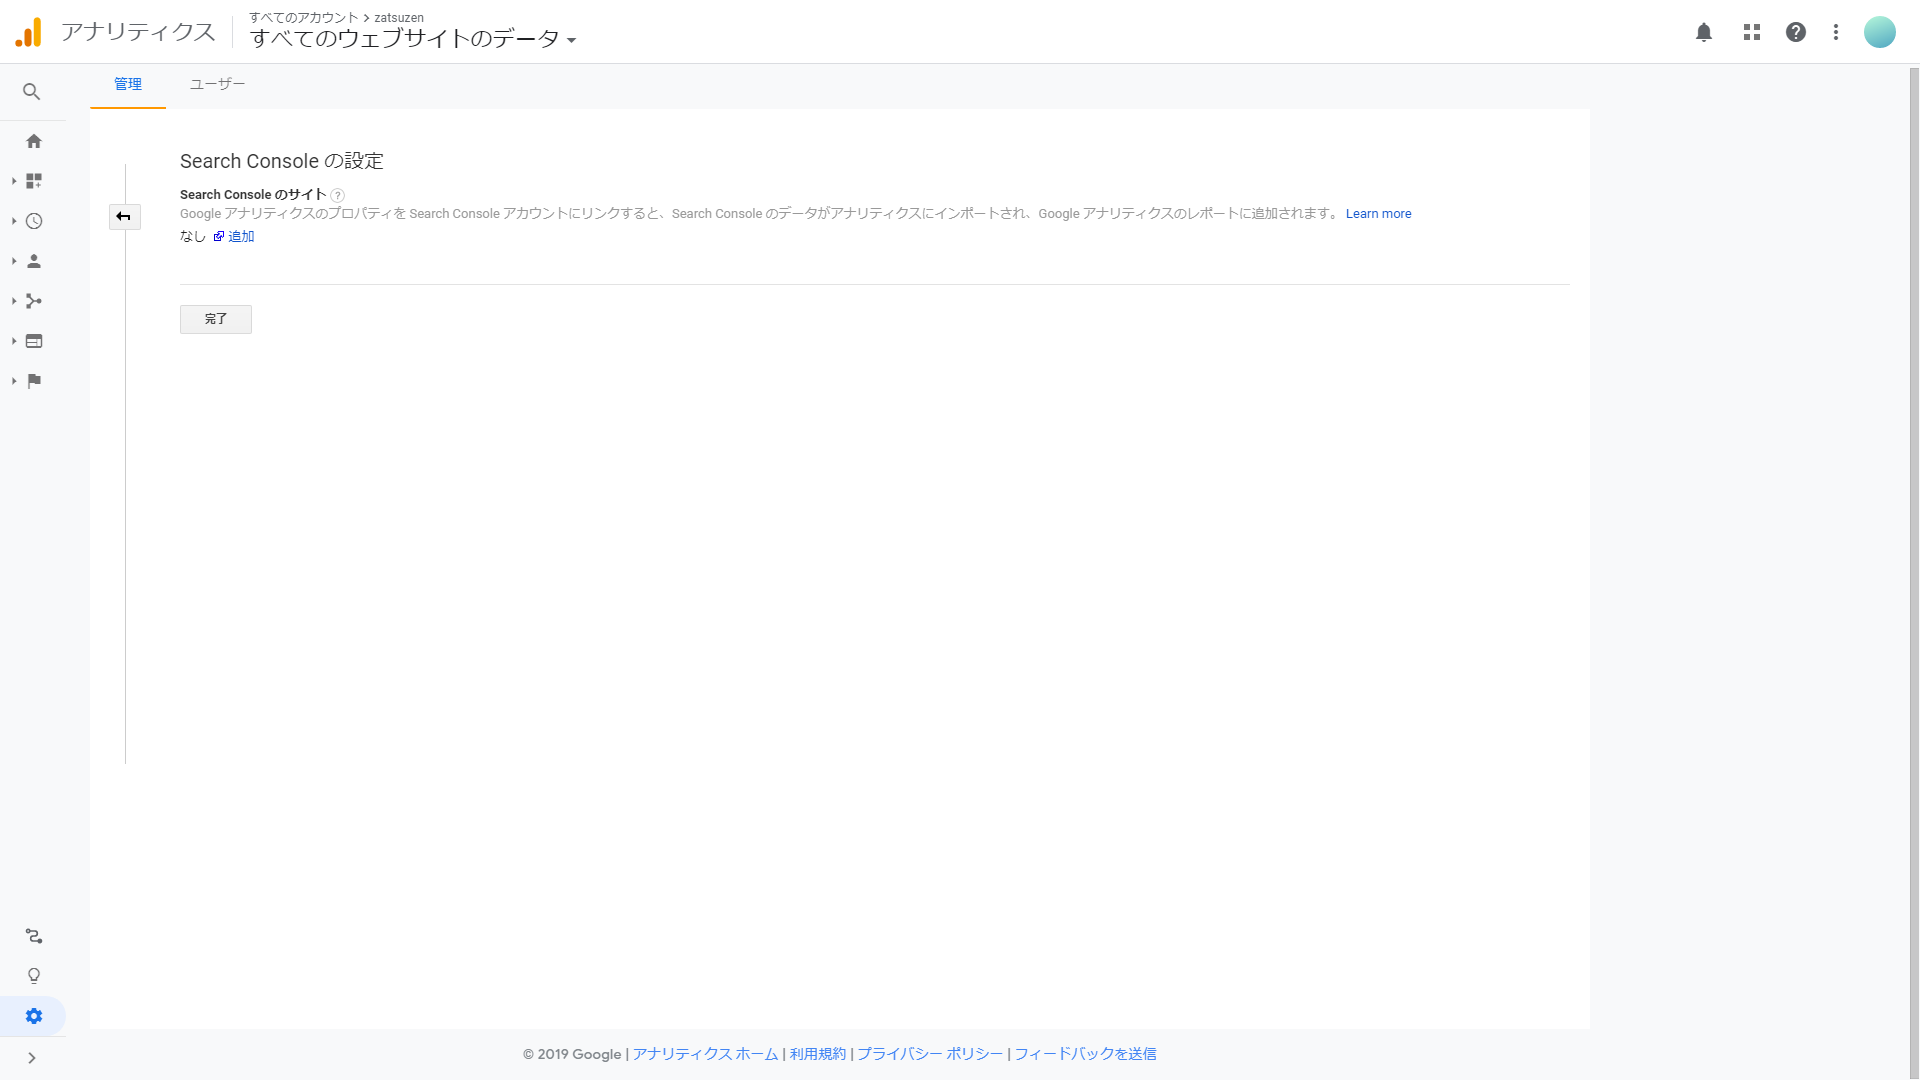 アナリティクス
すべてのアカウント > zatsuzen
すべてのウェブサイトのデータ
管理
ユーザー
Search Console の設定
Search Console のサイト ?
Google アナリティクスのプロパティを Search Console アカウントにリンクすると、Search Console のデータがアナリティクスにインポートされ、Google アナリティクスのレポートに追加されます。 Learn more
なし 追加
完了
© 2019 Google | アナリティクス ホーム | 利用規約 | プライバシー ポリシー | フィードバックを送信